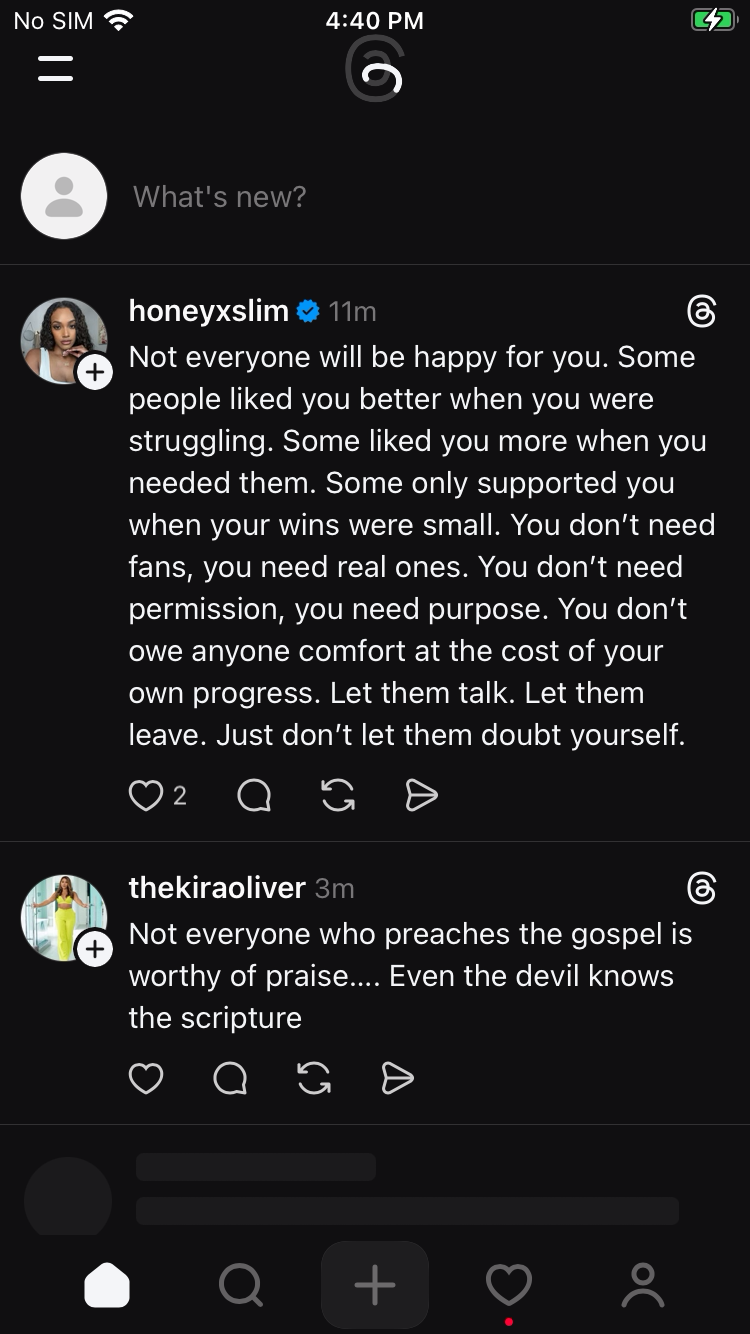 No SIM
4:40 PM
What's new?
honeyxslim 11m
Not everyone will be happy for you. Some
people liked you better when you were
struggling. Some liked you more when you
needed them. Some only supported you
when your wins were small. You don’t need
fans, you need real ones. You don’t need
permission, you need purpose. You don’t
owe anyone comfort at the cost of your
own progress. Let them talk. Let them
leave. Just don’t let them doubt yourself.
2
thekiraoliver 3m
Not everyone who preaches the gospel is
worthy of praise.... Even the devil knows
the scripture